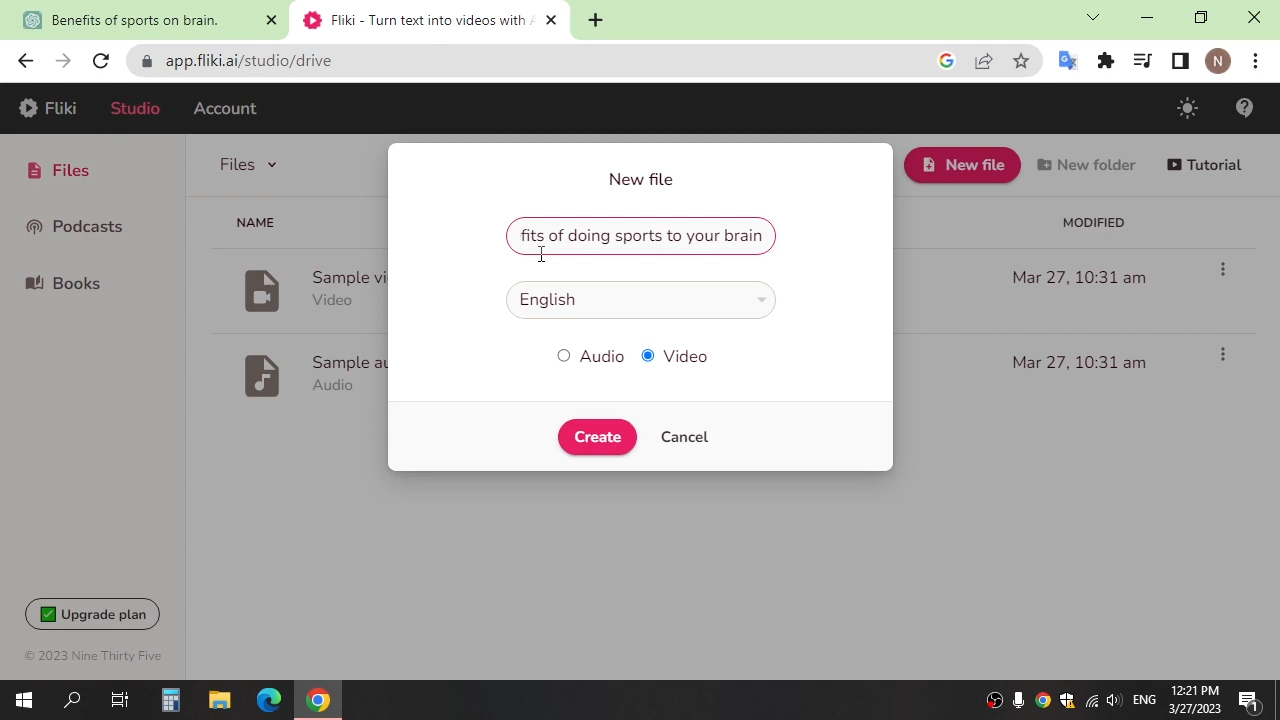 Benefits of sports on brain.
Fliki - Turn text into videos with A
app.fliki.ai/studio/drive
N
Fliki
Studio
Account
Files
Podcasts
Books
Files
New file
New folder
Tutorial
NAME
MODIFIED
Sample vi
Video
Mar 27, 10:31 am
Sample au
Audio
Mar 27, 10:31 am
New file
fits of doing sports to your brain
English
Audio
Video
Create
Cancel
Upgrade plan
© 2023 Nine Thirty Five
ENG
12:21 PM
3/27/2023
1